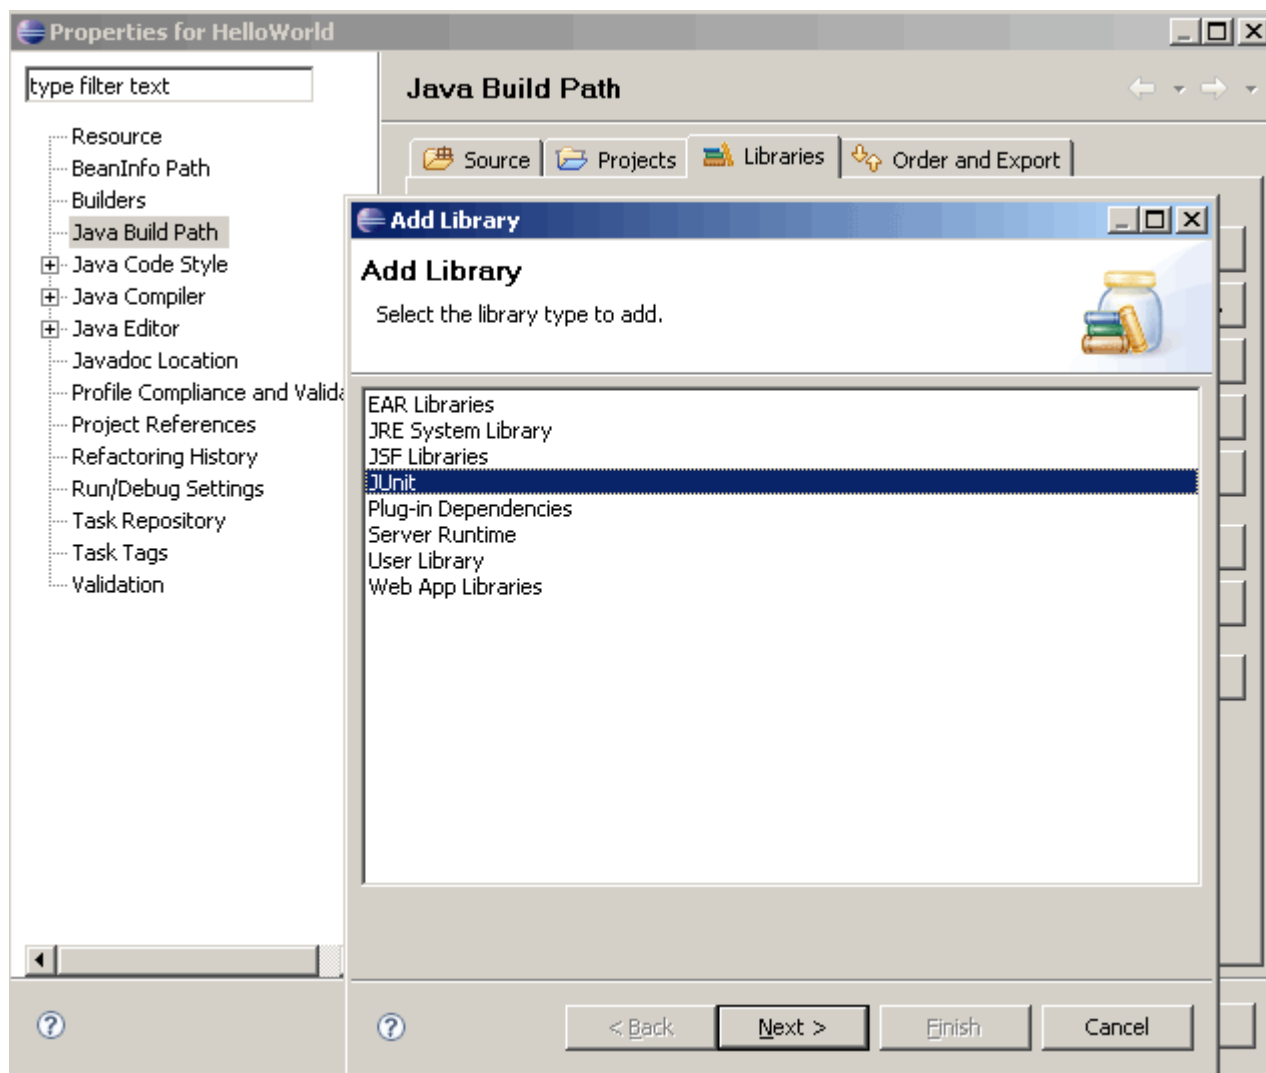 Properties for HelloWorld
type filter text
Resource
BeanInfo Path
Builders
Java Build Path
Java Code Style
Java Compiler
Java Editor
Javadoc Location
Profile Compliance and Valida
Project References
Refactoring History
Run/Debug Settings
Task Repository
Task Tags
Validation
Java Build Path
Source Projects Libraries Order and Export
Add Library
Add Library
Select the library type to add.
EAR Libraries
JRE System Library
JSF Libraries
JUnit
Plug-in Dependencies
Server Runtime
User Library
Web App Libraries
< Back Next > Finish Cancel